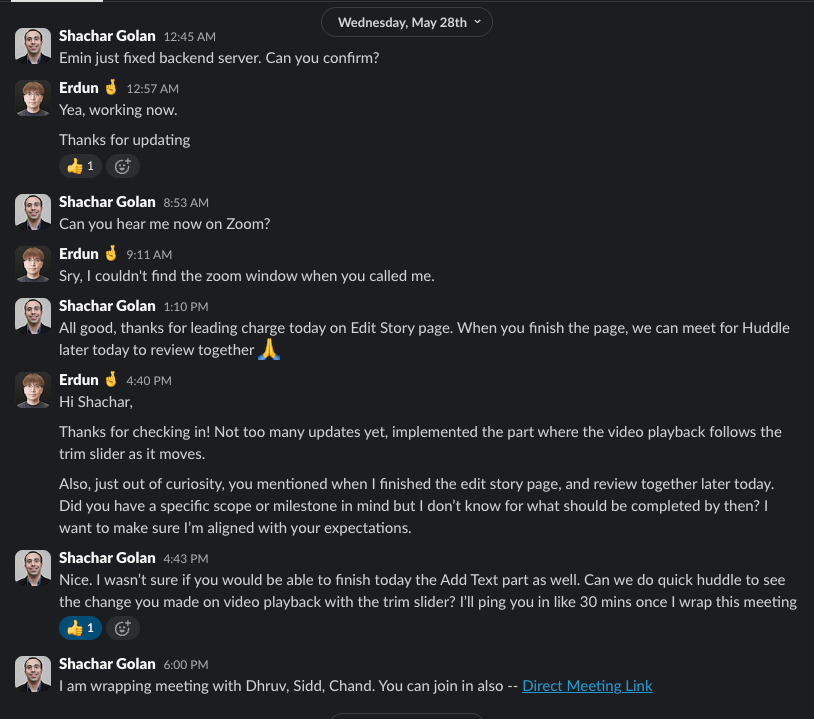 Wednesday, May 28th
Shachar Golan 12:45 AM
Emin just fixed backend server. Can you confirm?
Erdun 🤞 12:57 AM
Yea, working now.
Thanks for updating
👍 1
Shachar Golan 8:53 AM
Can you hear me now on Zoom?
Erdun 🤞 9:11 AM
Sry, I couldn't find the zoom window when you called me.
Shachar Golan 1:10 PM
All good, thanks for leading charge today on Edit Story page. When you finish the page, we can meet for Huddle
later today to review together 🙏
Erdun 🤞 4:40 PM
Hi Shachar,
Thanks for checking in! Not too many updates yet, implemented the part where the video playback follows the
trim slider as it moves.
Also, just out of curiosity, you mentioned when I finished the edit story page, and review together later today.
Did you have a specific scope or milestone in mind but I don't know for what should be completed by then? I
want to make sure I'm aligned with your expectations.
Shachar Golan 4:43 PM
Nice. I wasn't sure if you would be able to finish today the Add Text part as well. Can we do quick huddle to see
the change you made on video playback with the trim slider? I'll ping you in like 30 mins once I wrap this meeting
👍 1
Shachar Golan 6:00 PM
I am wrapping meeting with Dhruv, Sidd, Chand. You can join in also -- Direct Meeting Link